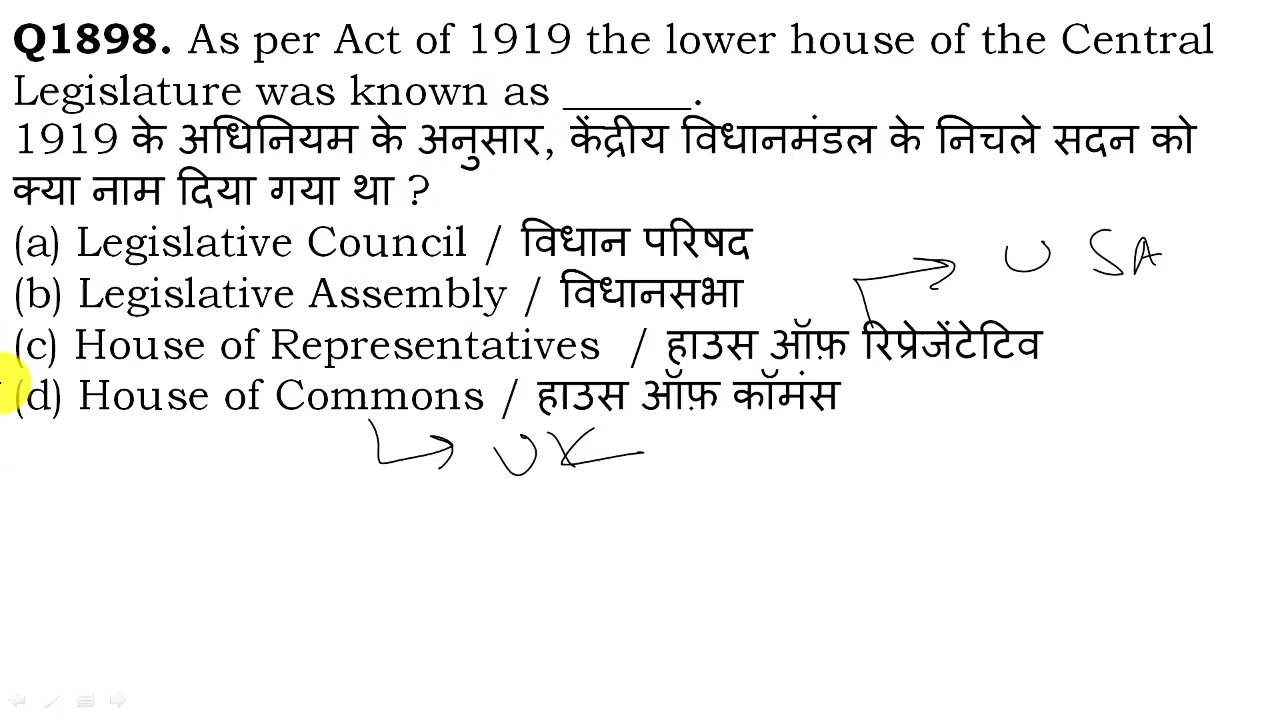 Q1898. As per Act of 1919 the lower house of the Central
Legislature was known as ______.
1919 के अधिनियम के अनुसार, केंद्रीय विधानमंडल के निचले सदन को
क्या नाम दिया गया था ?
(a) Legislative Council / विधान परिषद
(b) Legislative Assembly / विधानसभा
USA
(c) House of Representatives / हाउस ऑफ़ रिप्रेजेंटेटिव
(d) House of Commons / हाउस ऑफ़ कॉमंस
UK